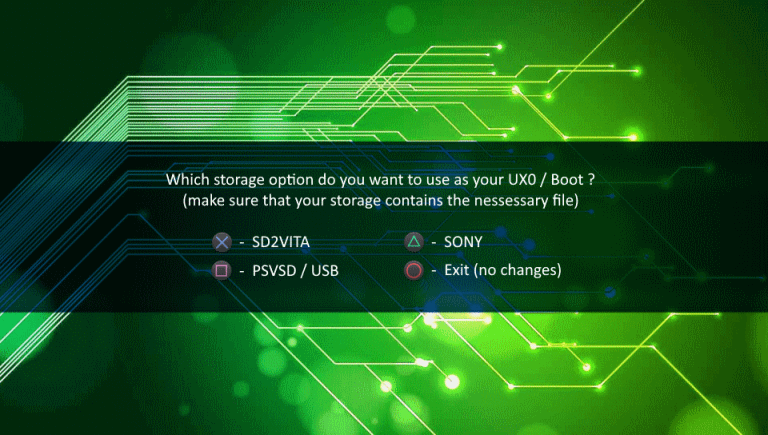 Which storage option do you want to use as your UX0 / Boot ?
(make sure that your storage contains the nessessary file)
- SD2VITA
- SONY
- PSVSD / USB
- Exit (no changes)